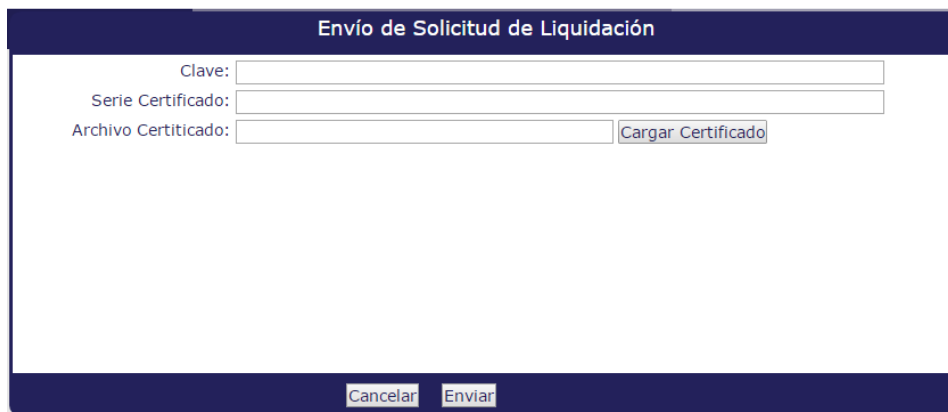 Envío de Solicitud de Liquidación
Clave:
Serie Certificado:
Archivo Certiticado: Cargar Certificado
Cancelar Enviar